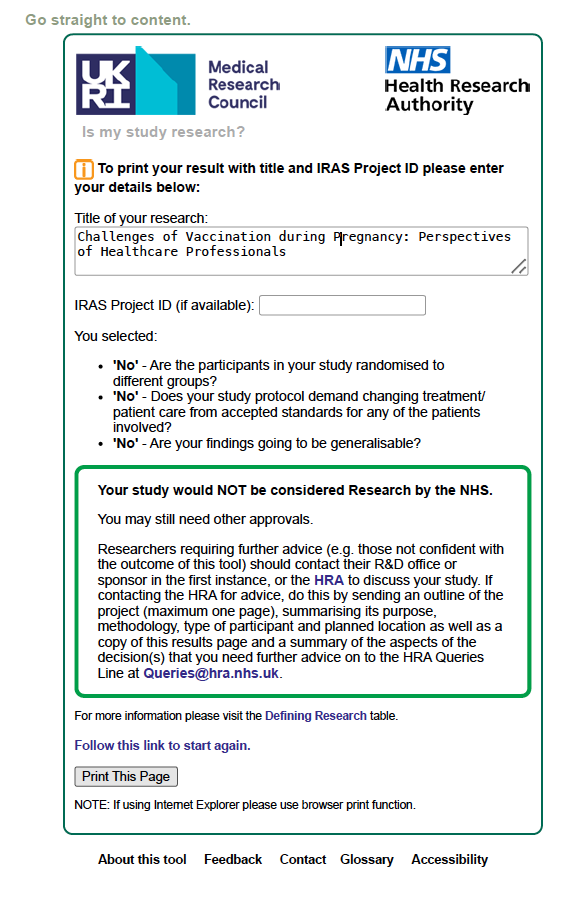 Go straight to content.
UK
RI
Medical
Research
Council
NHS
Health Research
Authority
Is my study research?
i To print your result with title and IRAS Project ID please enter
your details below:
Title of your research:
Challenges of Vaccination during Pregnancy: Perspectives
of Healthcare Professionals
IRAS Project ID (if available):
You selected:
• 'No' - Are the participants in your study randomised to
different groups?
• 'No' - Does your study protocol demand changing treatment/
patient care from accepted standards for any of the patients
involved?
• 'No' - Are your findings going to be generalisable?
Your study would NOT be considered Research by the NHS.
You may still need other approvals.
Researchers requiring further advice (e.g. those not confident with
the outcome of this tool) should contact their R&D office or
sponsor in the first instance, or the HRA to discuss your study. If
contacting the HRA for advice, do this by sending an outline of the
project (maximum one page), summarising its purpose,
methodology, type of participant and planned location as well as a
copy of this results page and a summary of the aspects of the
decision(s) that you need further advice on to the HRA Queries
Line at Queries@hra.nhs.uk.
For more information please visit the Defining Research table.
Follow this link to start again.
Print This Page
NOTE: If using Internet Explorer please use browser print function.
About this tool Feedback Contact Glossary Accessibility